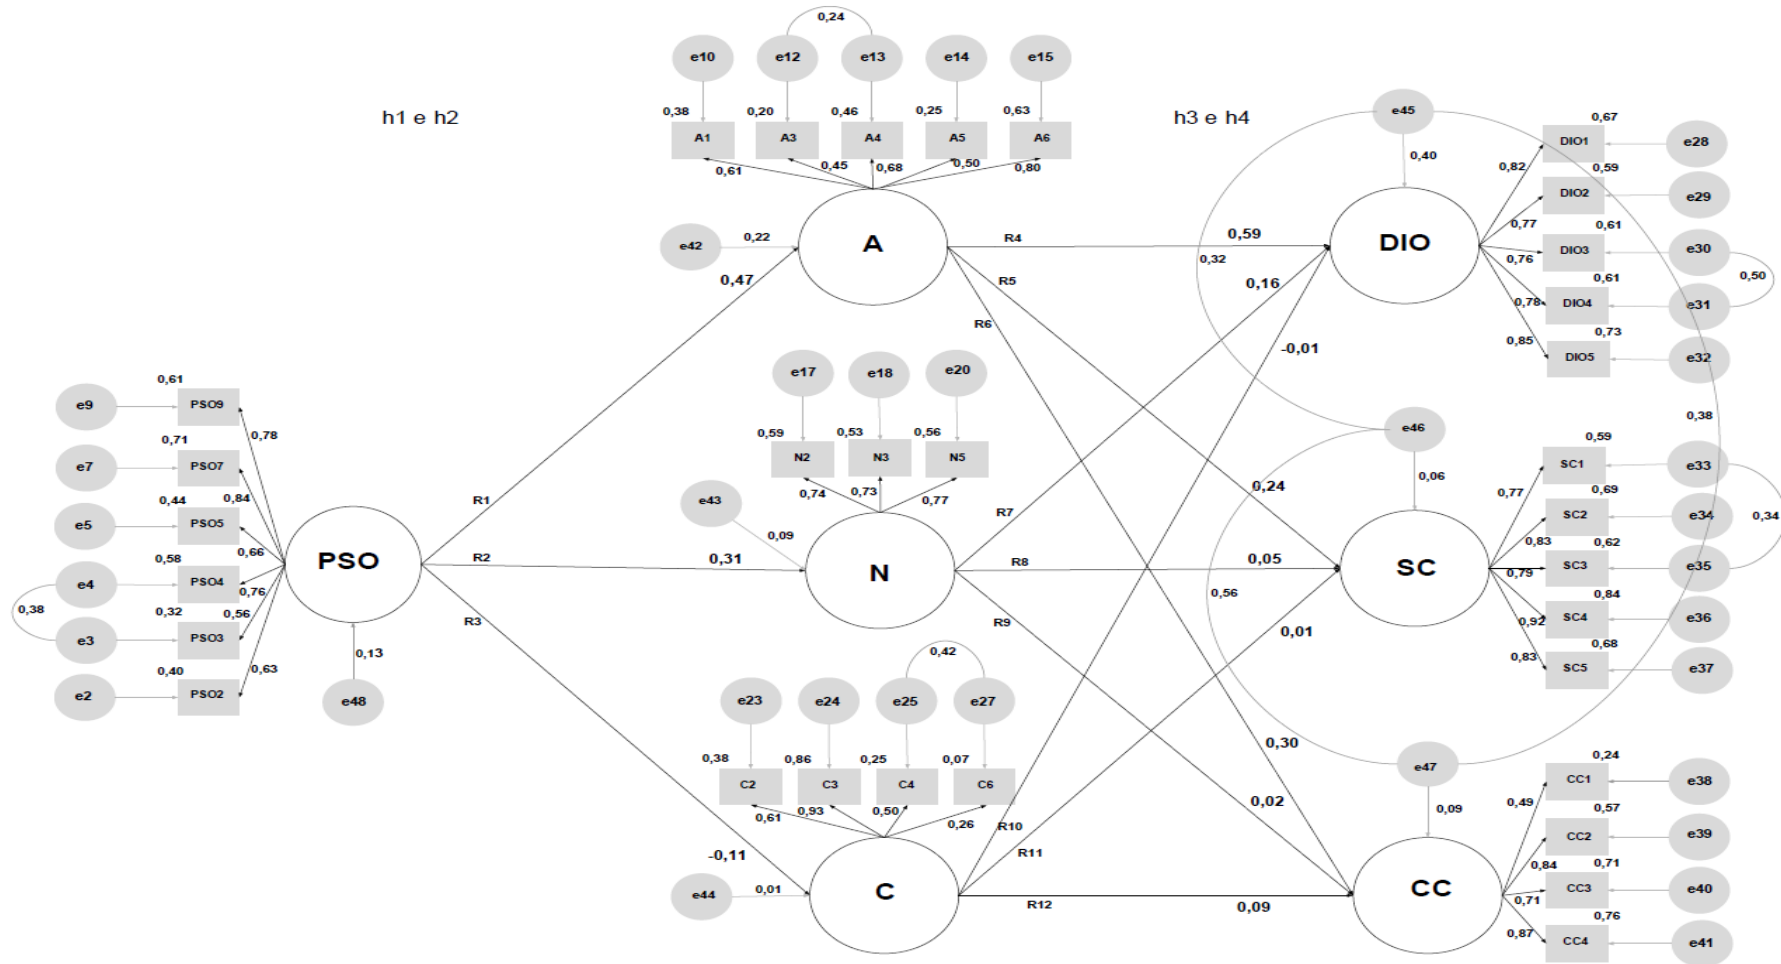 0,24
e10 e12 e13 e14 e15
h1 e h2
h3 e h4
0,38 0,20 0,46 0,25 0,63
A1 A3 A4 A5 A6
0,61 0,45 0,68 0,50 0,80
e42 0,22
A
0,47
R4 0,59
R5
R6
e45
0,40
0,32
DIO
0,16
-0,01
0,67
DIO1 e28
0,82 0,59
DIO2 e29
0,77 0,61
DIO3 e30
0,76 0,61
0,50
DIO4 e31
0,78 0,73
DIO5 e32
0,85
0,38
0,61
e9 PSO9
0,78
0,71
e7 PSO7
0,84
0,44
e5 PSO5
0,66
0,58
e4 PSO4
0,76
0,38
0,32 0,56
e3 PSO3
0,40 0,63
e2 PSO2
PSO
0,13
e48
R1
R2 0,31
R3
-0,11
e17 e18 e20
0,59 0,53 0,56
N2 N3 N5
0,74 0,73 0,77
e43
0,09
N
R7
R8 0,05
R9
0,24
0,01
e46
0,06
0,56
SC
0,59
SC1 e33
0,77 0,69
SC2 e34
0,34
0,83 0,62
SC3 e35
0,79 0,84
SC4 e36
0,92 0,68
SC5 e37
0,83
0,42
e23 e24 e25 e27
0,38 0,86 0,25 0,07
C2 C3 C4 C6
0,61 0,93 0,50 0,26
e44 0,01
C
R10
R11
R12 0,09
0,30
0,02
e47
0,09
CC
0,24
CC1 e38
0,49 0,57
CC2 e39
0,84 0,71
CC3 e40
0,71 0,76
CC4 e41
0,87